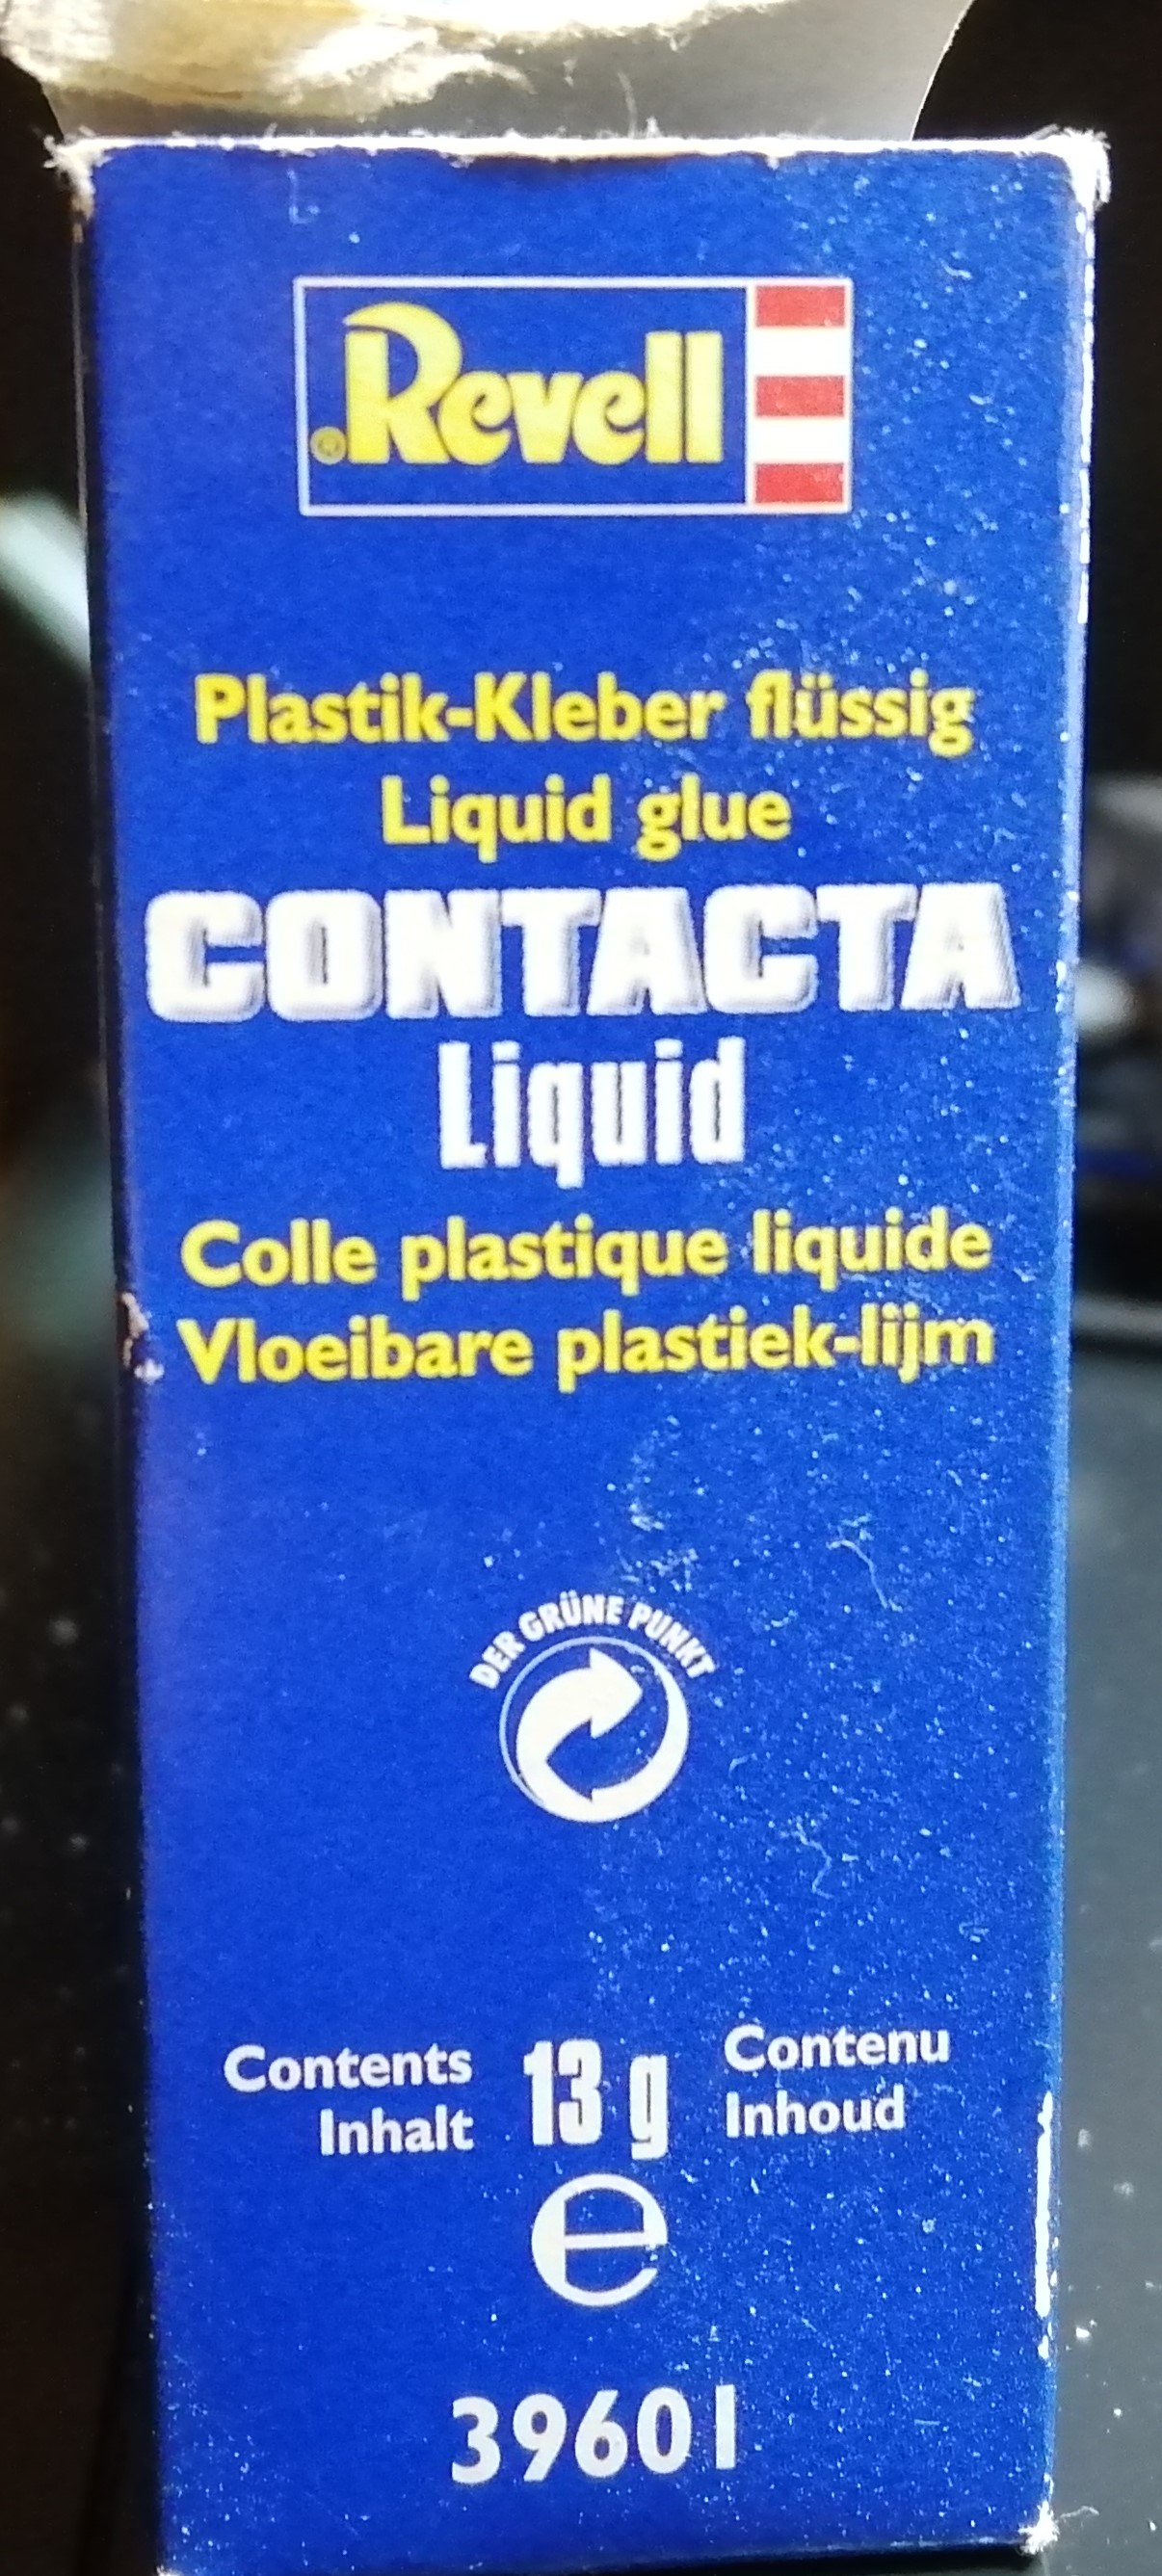 Revell
Plastik-Kleber flüssig
Liquid glue
CONTACTA
Liquid
Colle plastique liquide
Vloeibare plastiek-lijm
DER GRÜNE PUNKT
Contents 13 g Contenu
Inhalt Inhoud
e
39601